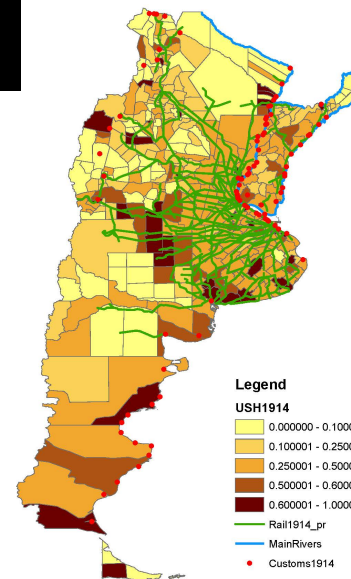 Legend
USH1914
0.000000 - 0.1000
0.100001 - 0.2500
0.250001 - 0.5000
0.500001 - 0.6000
0.600001 - 1.0000
Rail1914_pr
MainRivers
Customs1914